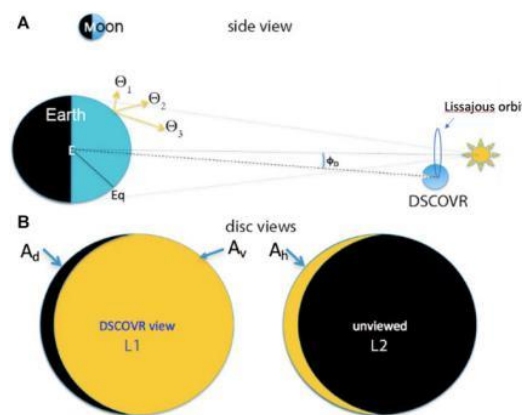 A
Moon
side view
Θ1
Θ2
Θ3
Earth
E
Lissajous orbit
Φo
Eq
DSCOVR
B
disc views
Ad
Av
Ah
DSCOVR view
L1
unviewed
L2